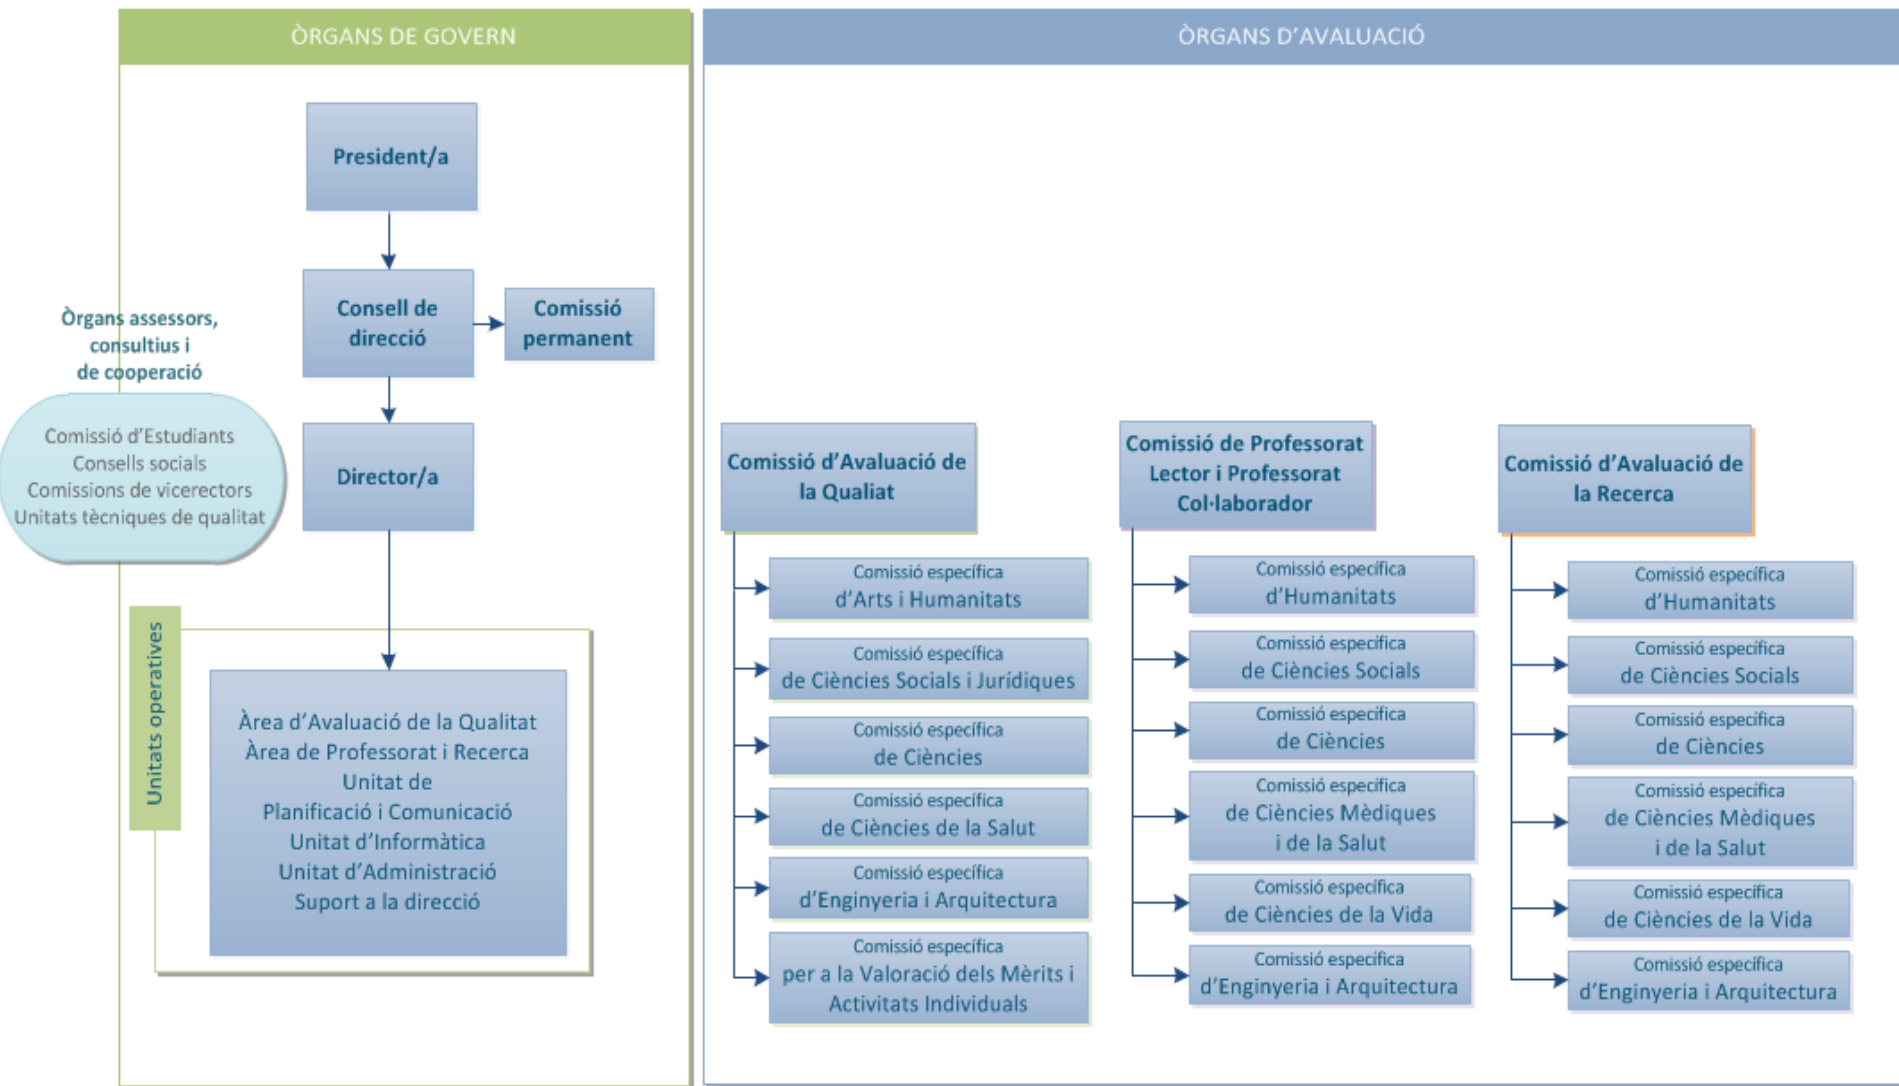 ÒRGANS DE GOVERN
President/a
Consell de
direcció
Comissió
permanent
Òrgans assessors,
consultius i
de cooperació
Comissió d'Estudiants
Consells socials
Comissions de vicerectors
Unitats tècniques de qualitat
Director/a
Unitats operatives
Àrea d'Avaluació de la Qualitat
Àrea de Professorat i Recerca
Unitat de
Planificació i Comunicació
Unitat d'Informàtica
Unitat d'Administració
Suport a la direcció
ÒRGANS D'AVALUACIÓ
Comissió d'Avaluació de
la Qualiat
Comissió específica
d'Arts i Humanitats
Comissió específica
de Ciències Socials i Jurídiques
Comissió específica
de Ciències
Comissió específica
de Ciències de la Salut
Comissió específica
d'Enginyeria i Arquitectura
Comissió específica
per a la Valoració dels Mèrits i
Activitats Individuals
Comissió de Professorat
Lector i Professorat
Col·laborador
Comissió específica
d'Humanitats
Comissió específica
de Ciències Socials
Comissió específica
de Ciències
Comissió específica
de Ciències Mèdiques
i de la Salut
Comissió específica
de Ciències de la Vida
Comissió específica
d'Enginyeria i Arquitectura
Comissió d'Avaluació de
la Recerca
Comissió específica
d'Humanitats
Comissió específica
de Ciències Socials
Comissió específica
de Ciències
Comissió específica
de Ciències Mèdiques
i de la Salut
Comissió específica
de Ciències de la Vida
Comissió específica
d'Enginyeria i Arquitectura